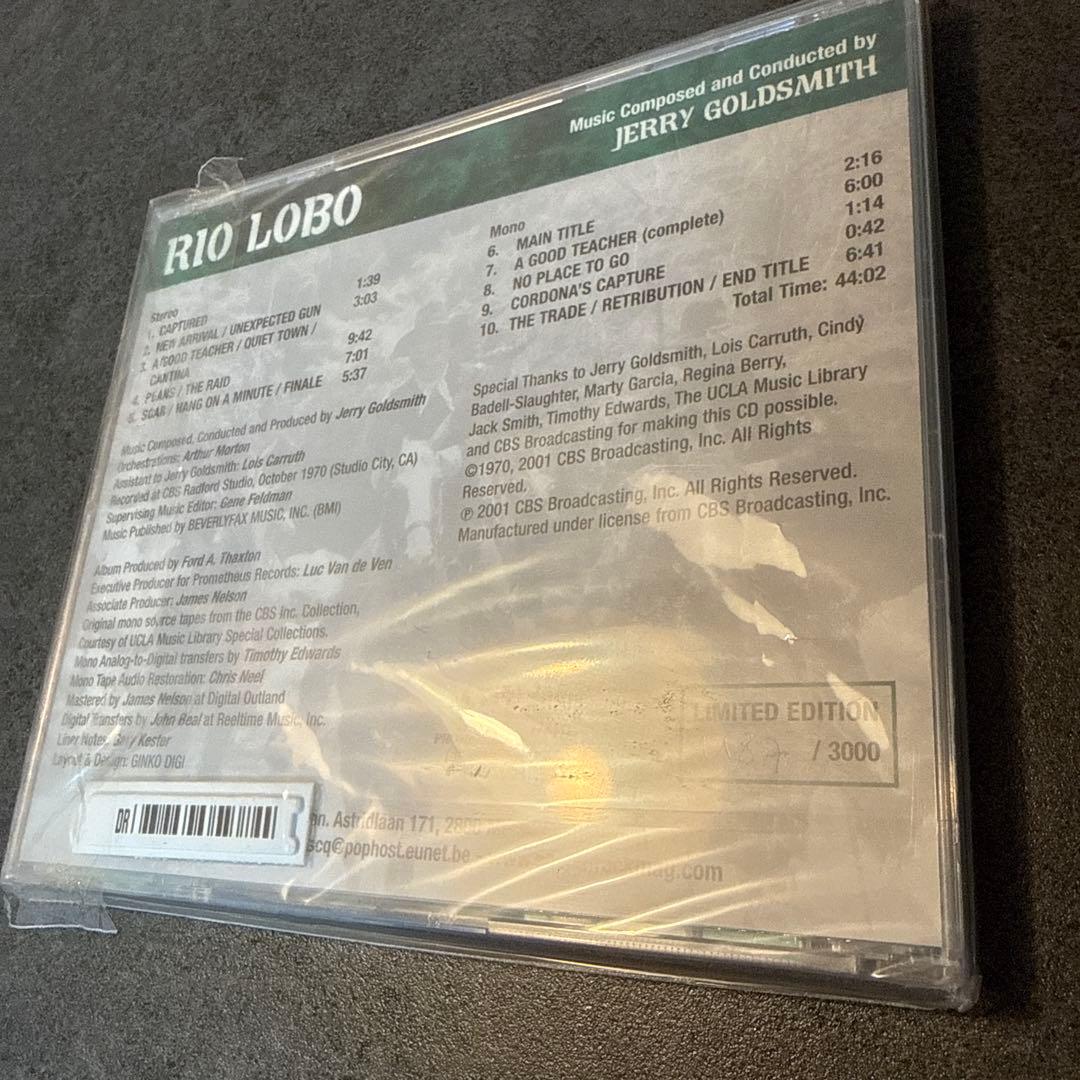 RIO LOBO
Music Composed and Conducted by
JERRY GOLDSMITH
Stereo
1. CAPTURED 1:39
2. NEW ARRIVAL / UNEXPECTED GUN 3:03
3. A GOOD TEACHER / QUIET TOWN /
CANTINA 9:42
4. PLANS / THE RAID 7:01
5. SCAR / HANG ON A MINUTE / FINALE 5:37
Music Composed, Conducted and Produced by Jerry Goldsmith
Orchestrations: Arthur Morton
Assistant to Jerry Goldsmith: Lois Carruth
Recorded at CBS Radford Studio, October 1970 (Studio City, CA)
Supervising Music Editor: Gene Feldman
Music Published by BEVERLYFAX MUSIC, INC. (BMI)
Album Produced by Ford A. Thaxton
Executive Producer for Prometheus Records: Luc Van de Ven
Associate Producer: James Nelson
Original mono source tapes from the CBS Inc. Collection,
Courtesy of UCLA Music Library Special Collections.
Mono Analog-to-Digital transfers by Timothy Edwards
Mono Tape Audio Restoration: Chris Neel
Mastered by James Nelson at Digital Outland
Digital Transfers by John Beal at Reeltime Music, Inc.
Liner Notes: Gary Kester
Layout & Design: GINKO DIGI
Mono
6. MAIN TITLE 2:16
7. A GOOD TEACHER (complete) 6:00
8. NO PLACE TO GO 1:14
9. CORDONA'S CAPTURE 0:42
10. THE TRADE / RETRIBUTION / END TITLE 6:41
Total Time: 44:02
Special Thanks to Jerry Goldsmith, Lois Carruth, Cindy
Badell-Slaughter, Marty Garcia, Regina Berry,
Jack Smith, Timothy Edwards, The UCLA Music Library
and CBS Broadcasting for making this CD possible.
©1970, 2001 CBS Broadcasting, Inc. All Rights
Reserved.
℗ 2001 CBS Broadcasting, Inc. All Rights Reserved.
Manufactured under license from CBS Broadcasting, Inc.
LIMITED EDITION
/ 3000
DR
Astridlaan 171,
scq@pophost.eunet.be